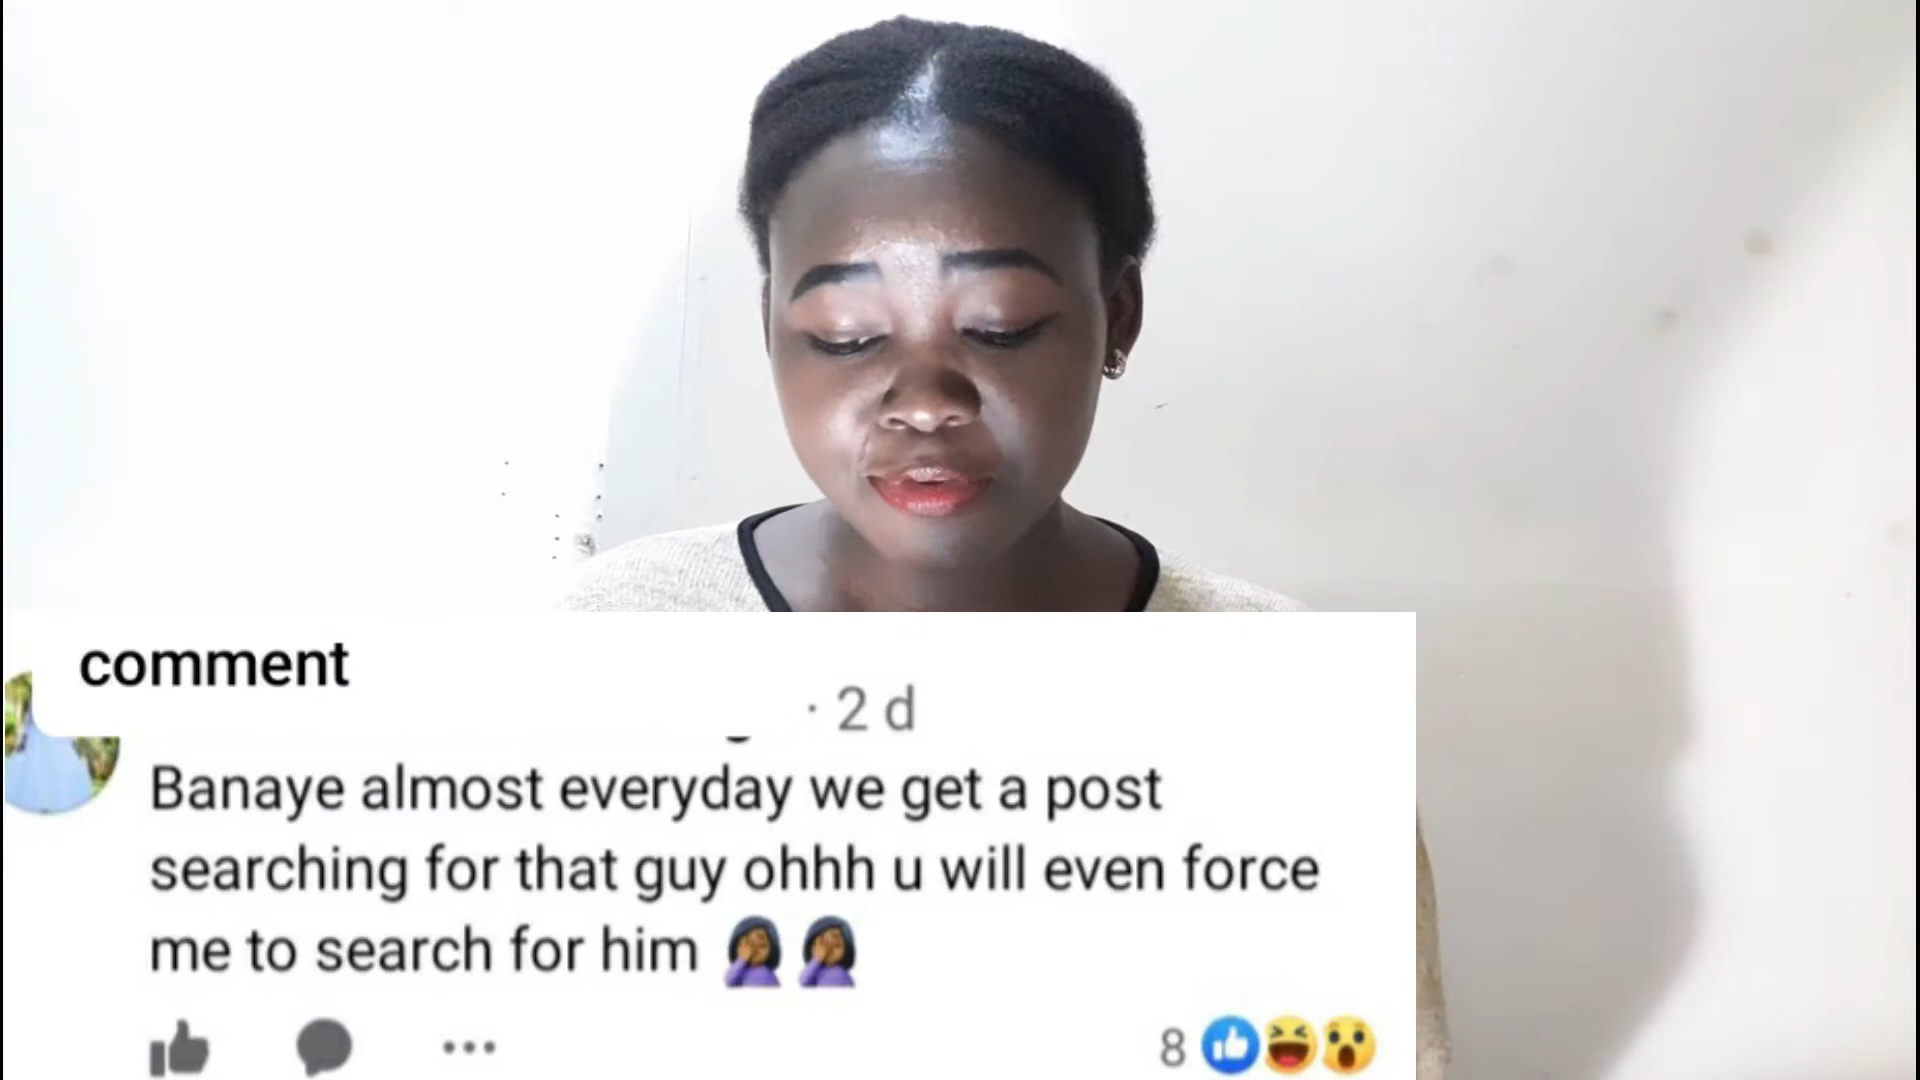 comment
· 2 d
Banaye almost everyday we get a post
searching for that guy ohhh u will even force
me to search for him 🤦🏾‍♀️🤦🏾‍♀️
8